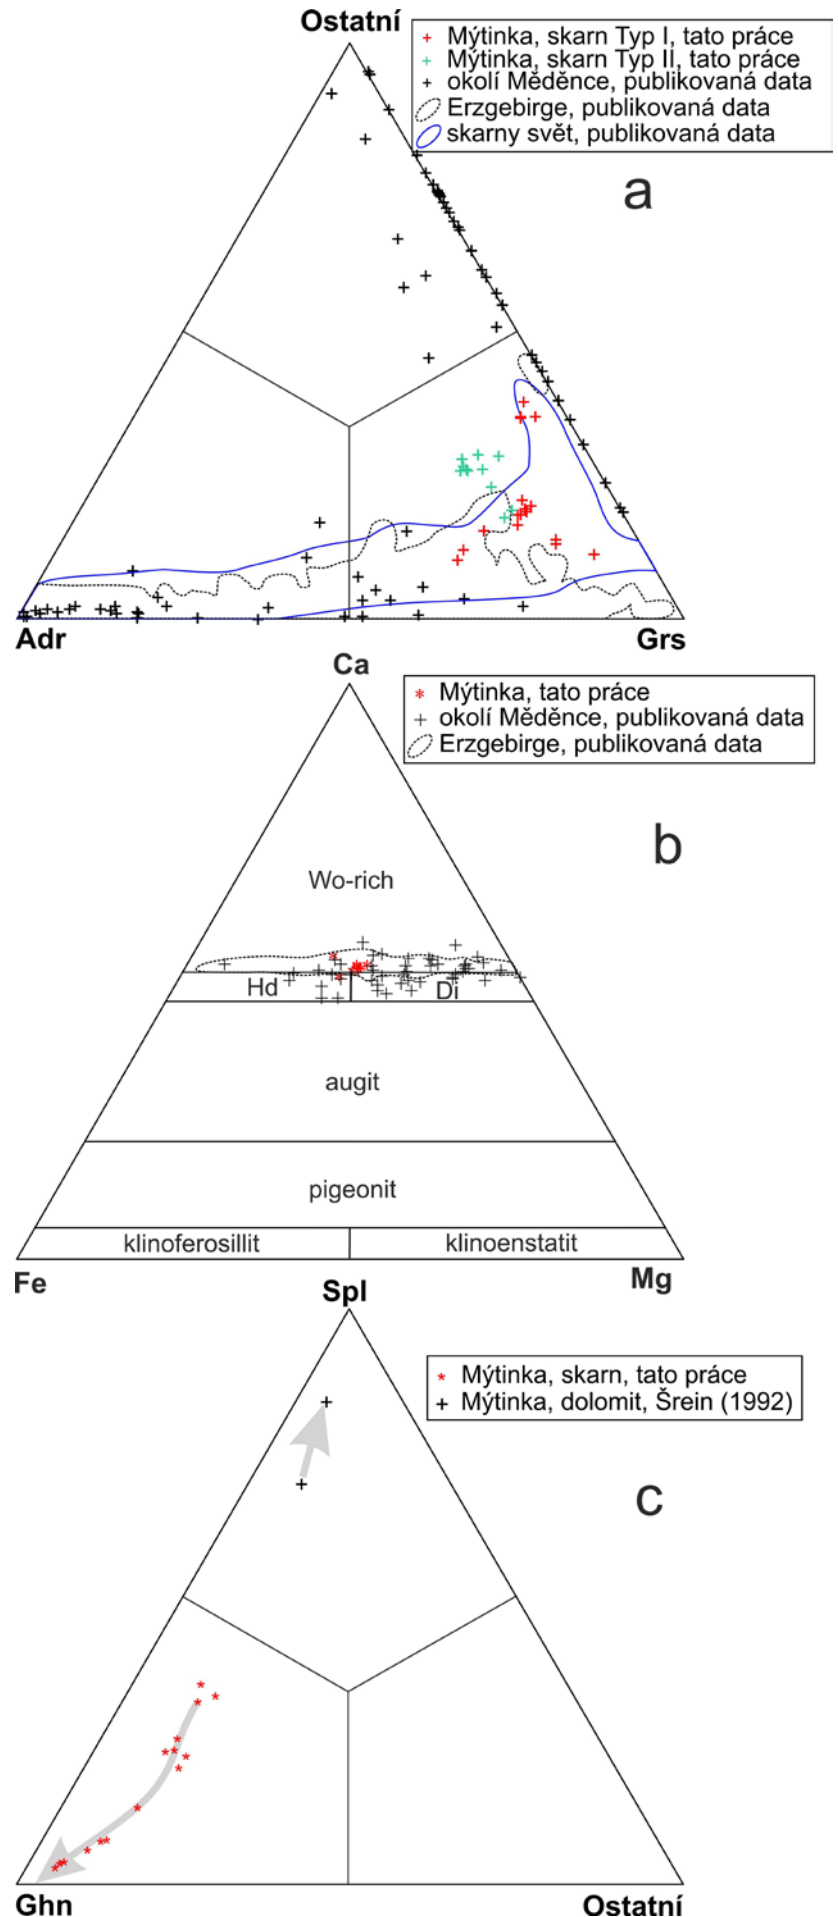 Ostatní
Mýtinka, skarn Typ I, tato práce
Mýtinka, skarn Typ II, tato práce
okolí Měděnce, publikovaná data
Erzgebirge, publikovaná data
skarny svět, publikovaná data
a
Adr
Grs
Ca
Mýtinka, tato práce
okolí Měděnce, publikovaná data
Erzgebirge, publikovaná data
b
Wo-rich
Hd
Di
augit
pigeonit
klinoferosillit
klinoenstatit
Fe
Mg
Spl
Mýtinka, skarn, tato práce
Mýtinka, dolomit, Šrein (1992)
c
Ghn
Ostatní